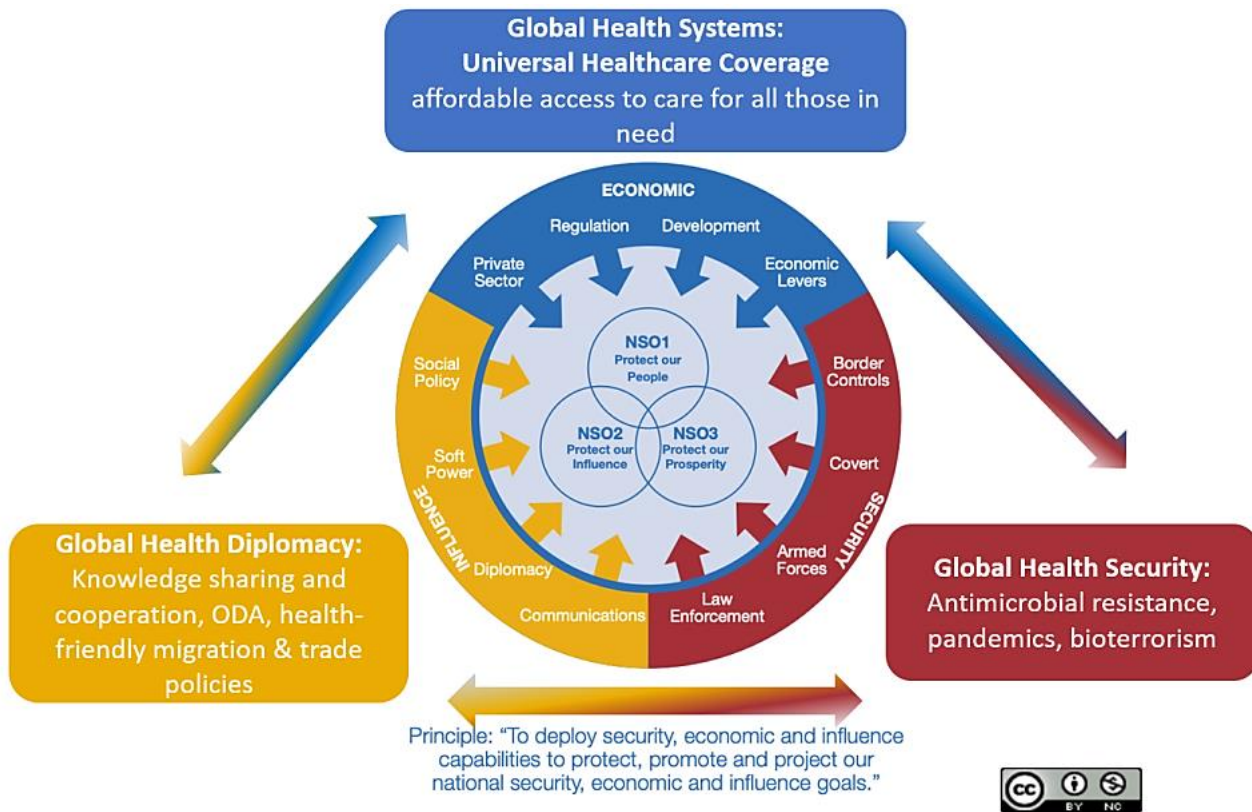 Global Health Systems:
Universal Healthcare Coverage
affordable access to care for all those in
need
ECONOMIC
Regulation
Development
Private
Sector
Economic
Levers
NSO1
Protect our
People
Social
Policy
Border
Controls
NSO2
Protect our
Influence
NSO3
Protect our
Prosperity
Soft
Power
Covert
INFLUENCE
SECURITY
Diplomacy
Armed
Forces
Communications
Law
Enforcement
Global Health Diplomacy:
Knowledge sharing and
cooperation, ODA, health-
friendly migration & trade
policies
Global Health Security:
Antimicrobial resistance,
pandemics, bioterrorism
Principle: “To deploy security, economic and influence
capabilities to protect, promote and project our
national security, economic and influence goals.”
cc
BY NC